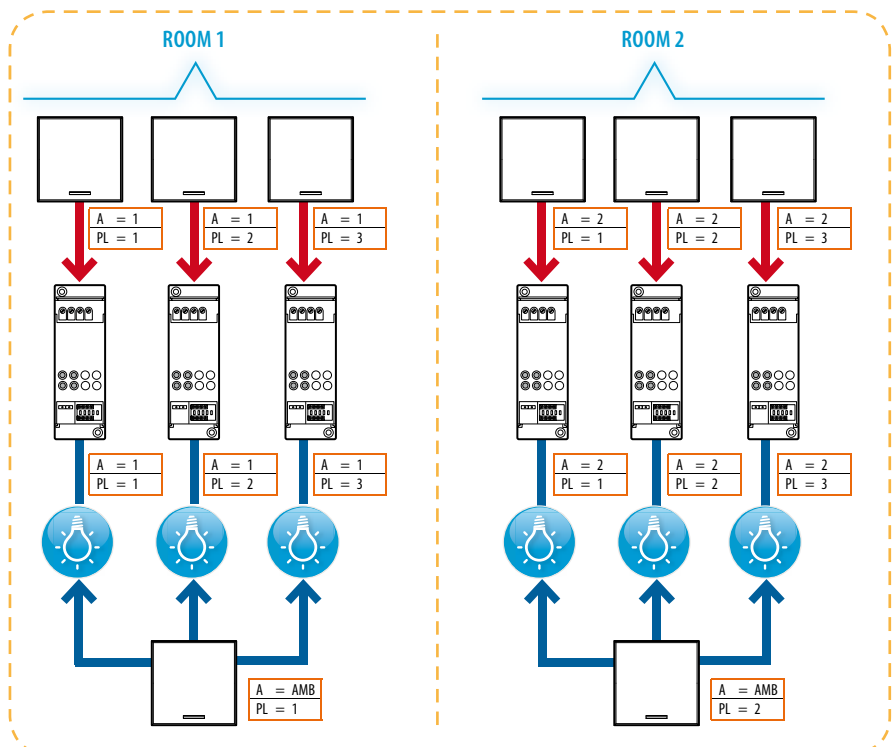 ROOM 1
ROOM 2
A = 1
PL = 1
A = 1
PL = 2
A = 1
PL = 3
A = 2
PL = 1
A = 2
PL = 2
A = 2
PL = 3
A = 1
PL = 1
A = 1
PL = 2
A = 1
PL = 3
A = 2
PL = 1
A = 2
PL = 2
A = 2
PL = 3
A = AMB
PL = 1
A = AMB
PL = 2